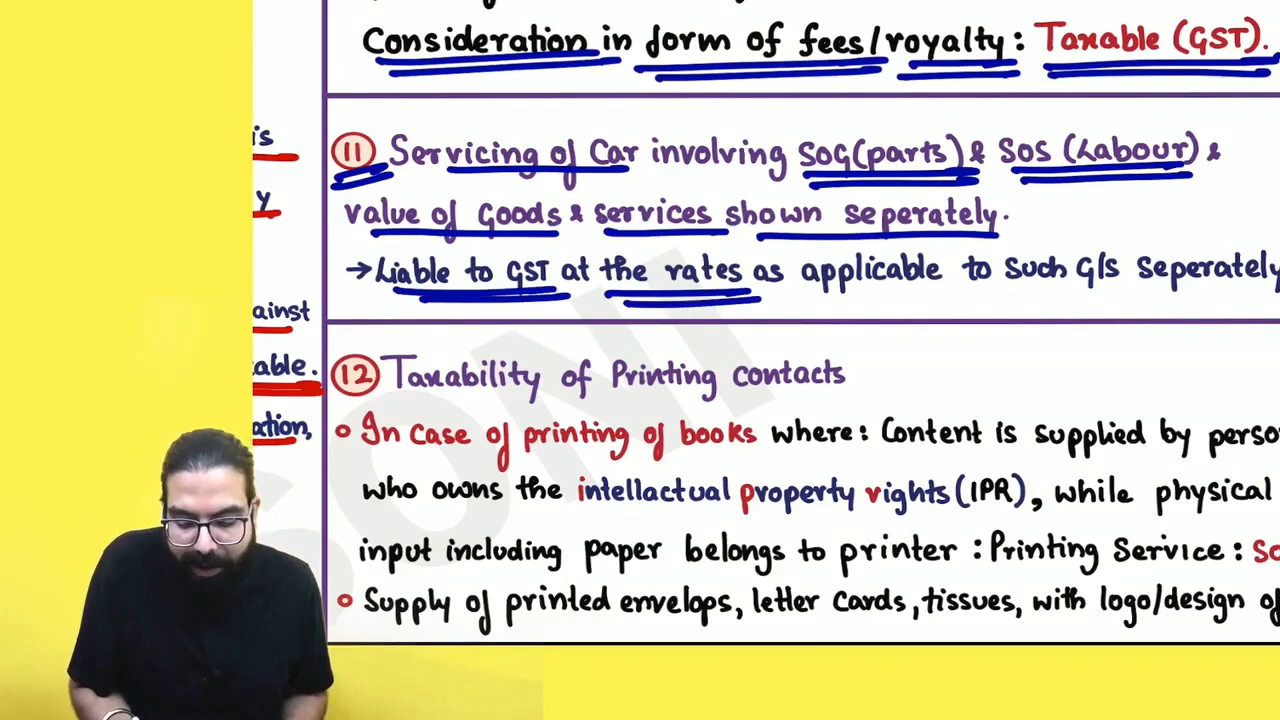 Consideration in form of fees/royalty: Taxable (GST).
is
11 Servicing of Car involving SOG(parts) & SOS (Labour) &
y
value of Goods & services shown seperately.
→Liable to GST at the rates as applicable to such G/s seperately
ainst
table.
12 Taxability of Printing contacts
ation,
o In case of printing of books where: Content is supplied by perso
who owns the intellactual property rights (IPR), while physical
input including paper belongs to printer : Printing Service: so
o Supply of printed envelops, letter cards, tissues, with logo/design of
SONI